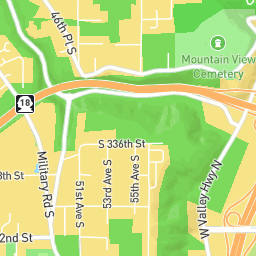 46th Pl S
Mountain View
Cemetery
18
S 336th St
8th St
Military Rd S
51st Ave S
53rd Ave S
55th Ave S
W Valley Hwy N
2nd St